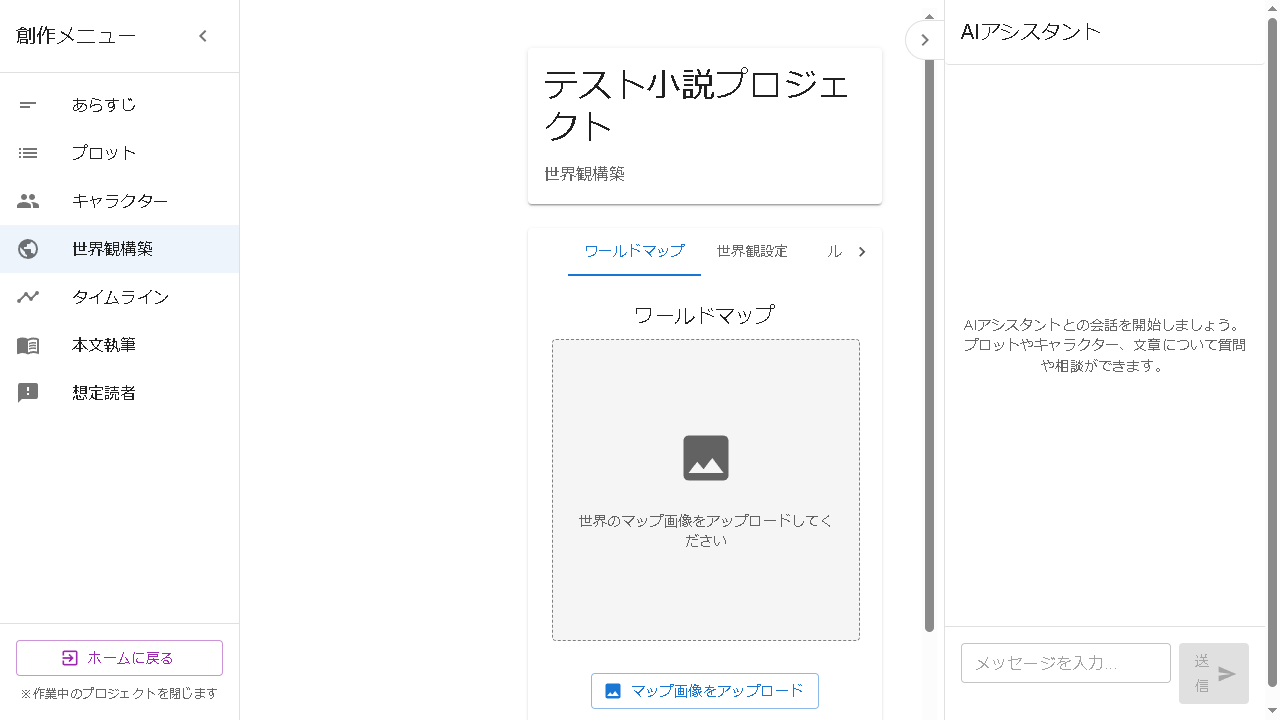 創作メニュー
あらすじ
プロット
キャラクター
世界観構築
タイムライン
本文執筆
想定読者
ホームに戻る
※作業中のプロジェクトを閉じます
テスト小説プロジェ
クト
世界観構築
ワールドマップ
世界観設定
ル
ワールドマップ
世界のマップ画像をアップロードしてく
ださい
マップ画像をアップロード
AIアシスタント
AIアシスタントとの会話を開始しましょう。
プロットやキャラクター、文章について質問
や相談ができます。
メッセージを入力...
送
信